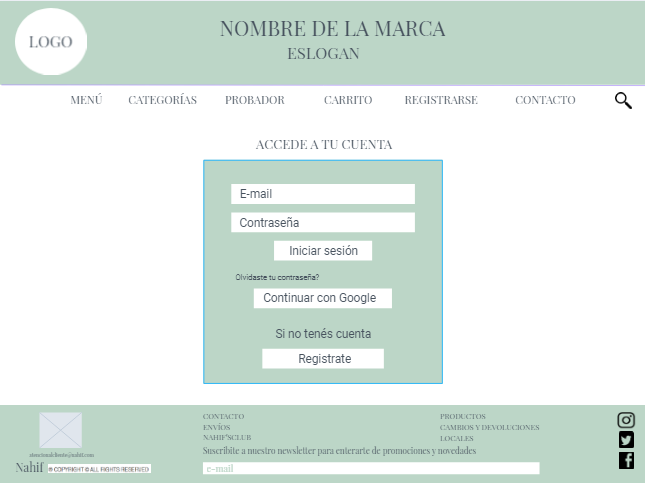 LOGO
NOMBRE DE LA MARCA
ESLOGAN
MENÚ CATEGORÍAS PROBADOR CARRITO REGISTRARSE CONTACTO
ACCEDE A TU CUENTA
E-mail
Contraseña
Iniciar sesión
Olvidaste tu contraseña?
Continuar con Google
Si no tenés cuenta
Registrate
CONTACTO
ENVÍOS
NAHIF'SCLUB
PRODUCTOS
CAMBIOS Y DEVOLUCIONES
LOCALES
Suscribite a nuestro newsletter para enterarte de promociones y novedades
e-mail
Nahif © COPYRIGHT © ALL RIGHTS RESERVED